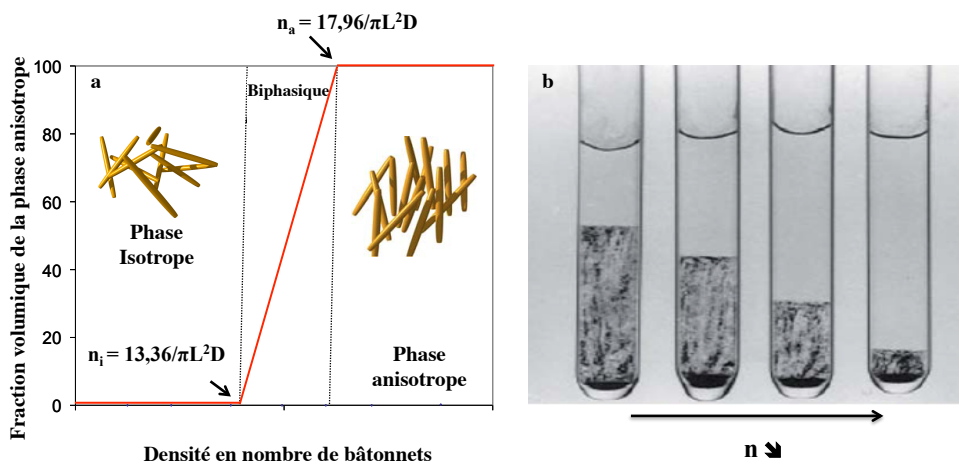 nₐ = 17,96/πL²D
Fraction volumique de la phase anisotrope
100
80
60
40
20
0
a
Biphasique
Phase
Isotrope
nᵢ = 13,36/πL²D
Phase
anisotrope
Densité en nombre de bâtonnets
b
n ↘